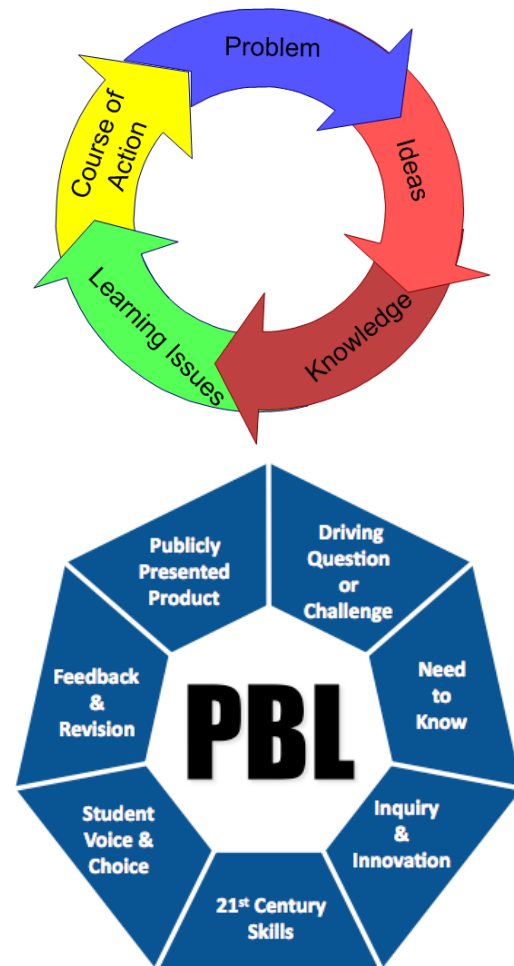 Problem
Ideas
Knowledge
Learning Issues
Course of
Action
Driving
Question
or
Challenge
Need
to
Know
Inquiry
&
Innovation
21st Century
Skills
Student
Voice &
Choice
Feedback
&
Revision
Publicly
Presented
Product
PBL